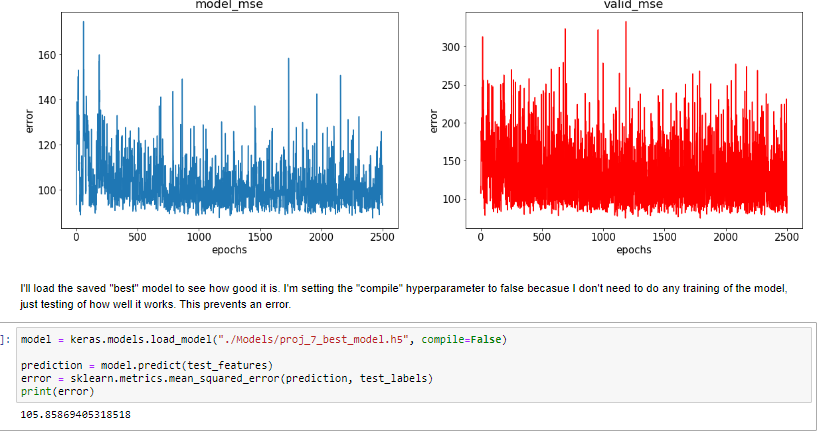 model_mse
valid_mse
160
140
120
100
error
0
500
1000
1500
2000
2500
epochs
300
250
200
150
100
error
0
500
1000
1500
2000
2500
epochs
I'll load the saved "best" model to see how good it is. I'm setting the "compile" hyperparameter to false becasue I don't need to do any training of the model,
just testing of how well it works. This prevents an error.
]: model = keras.models.load_model("./Models/proj_7_best_model.h5", compile=False)
prediction = model.predict(test_features)
error = sklearn.metrics.mean_squared_error(prediction, test_labels)
print(error)
105.85869405318518